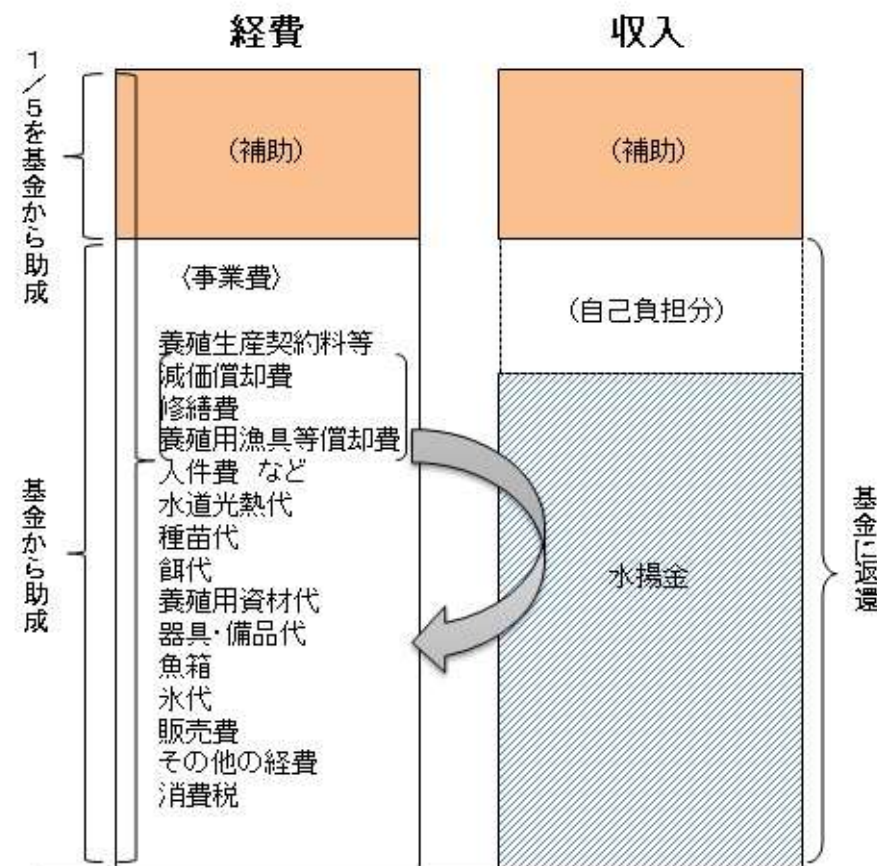 経費
収入
1/5を基金から助成
(補助)
(補助)
〈事業費〉
(自己負担分)
養殖生産契約料等
減価償却費
修繕費
養殖用漁具等償却費
人件費 など
水道光熱代
種苗代
餌代
養殖用資材代
器具・備品代
魚箱
氷代
販売費
その他の経費
消費税
基金から助成
水揚金
基金に返還